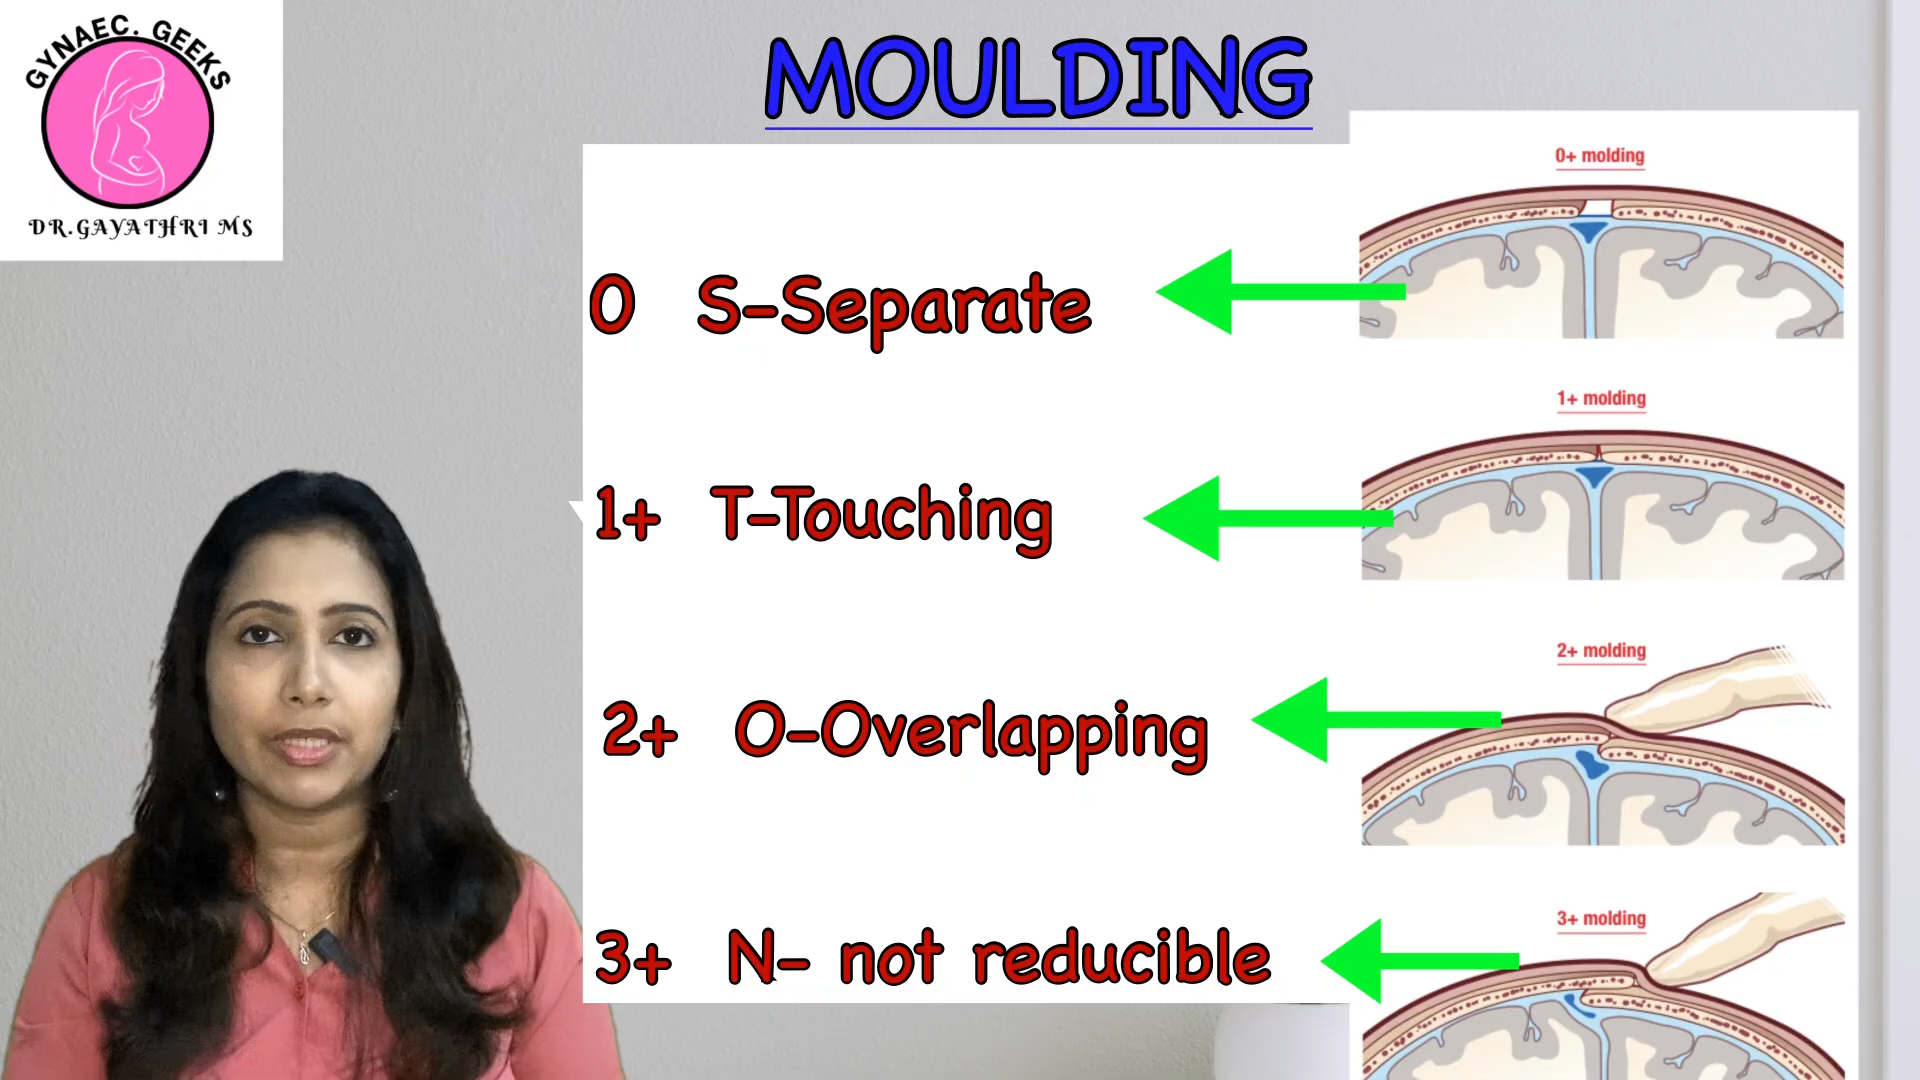 GYNAEC. GEEKS
DR.GAYATHRI MS
MOULDING
0 S-Separate
1+ T-Touching
2+ O-Overlapping
3+ N- not reducible
0+ molding
1+ molding
2+ molding
3+ molding